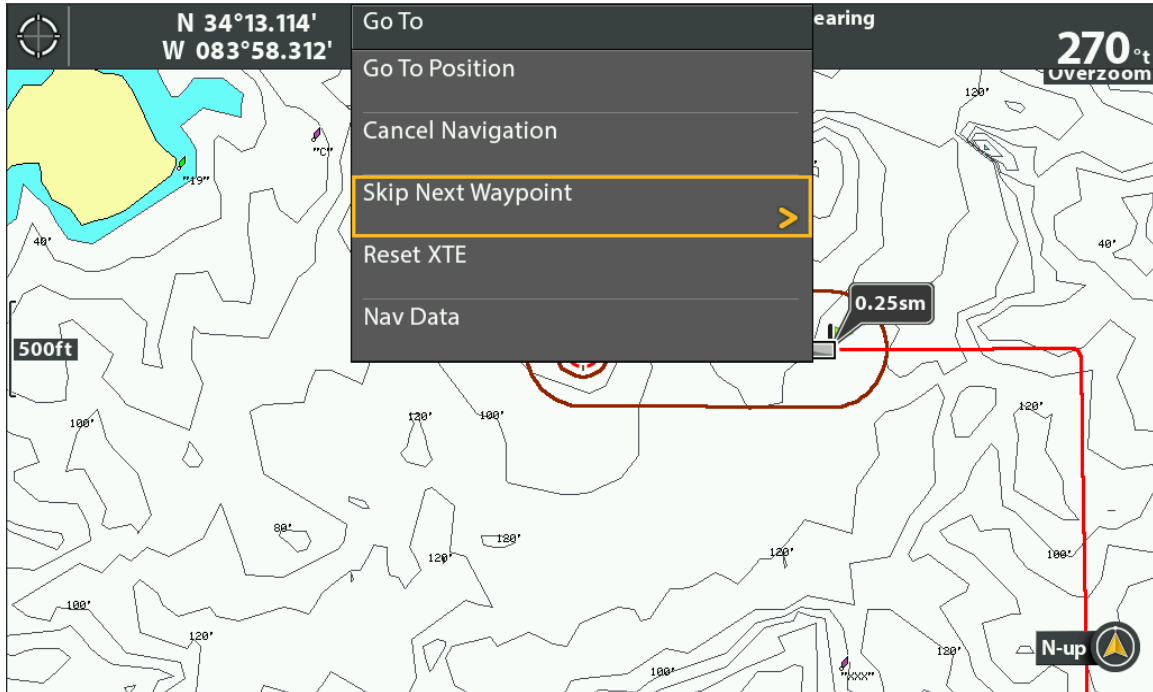 N 34°13.114'
W 083°58.312'
Go To
earing
270°t
Overzoom
Go To Position
Cancel Navigation
Skip Next Waypoint
Reset XTE
Nav Data
120'
"C"
"19"
40'
40'
0.25sm
500ft
100'
120'
100'
120'
80'
120'
120'
120'
100'
100'
120'
120'
N-up
100'
"XXX"